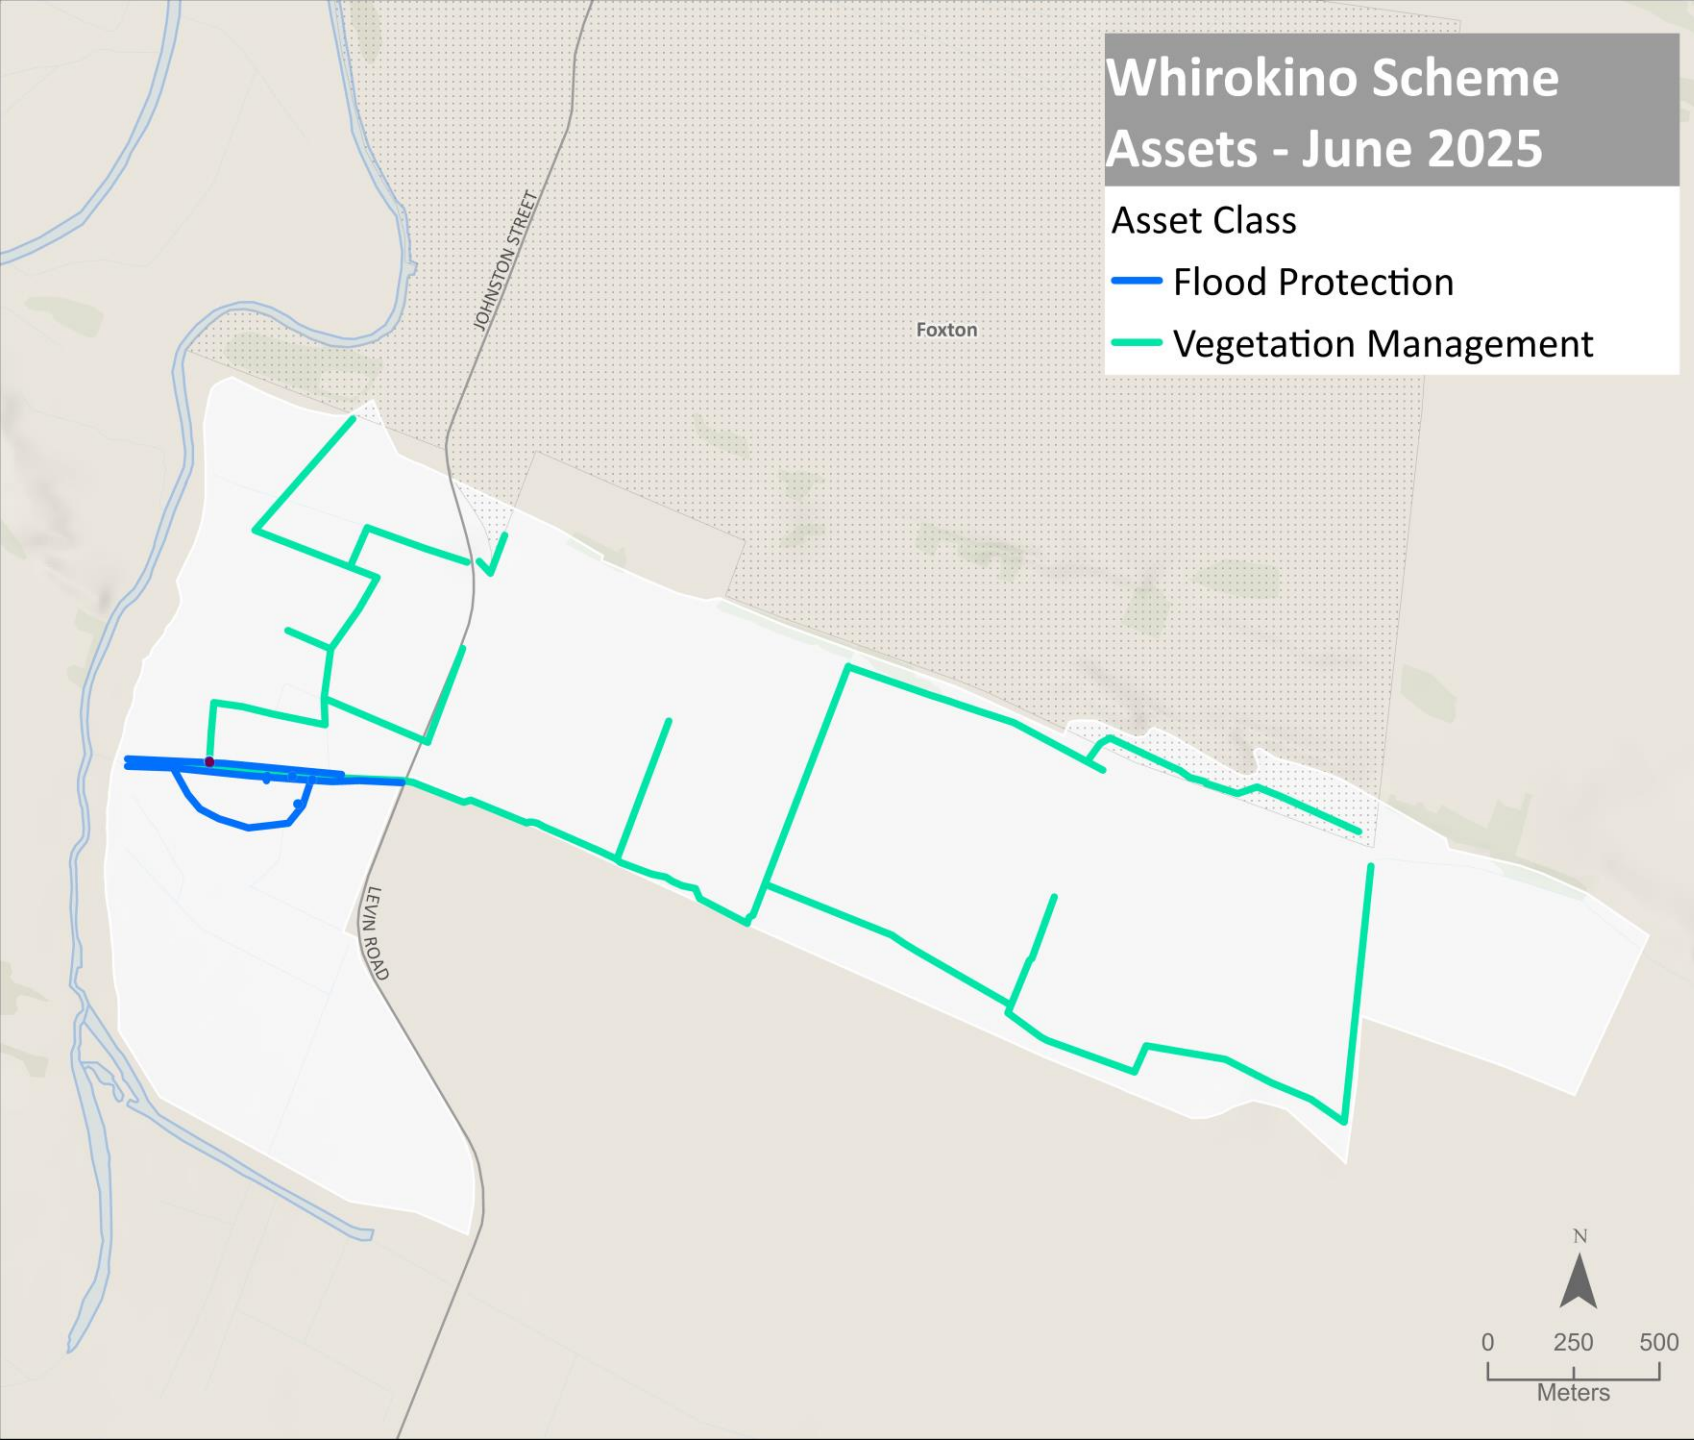 Whirokino Scheme
Assets - June 2025
Asset Class
Flood Protection
Vegetation Management
JOHNSTON STREET
Foxton
LEVIN ROAD
N
0 250 500
Meters